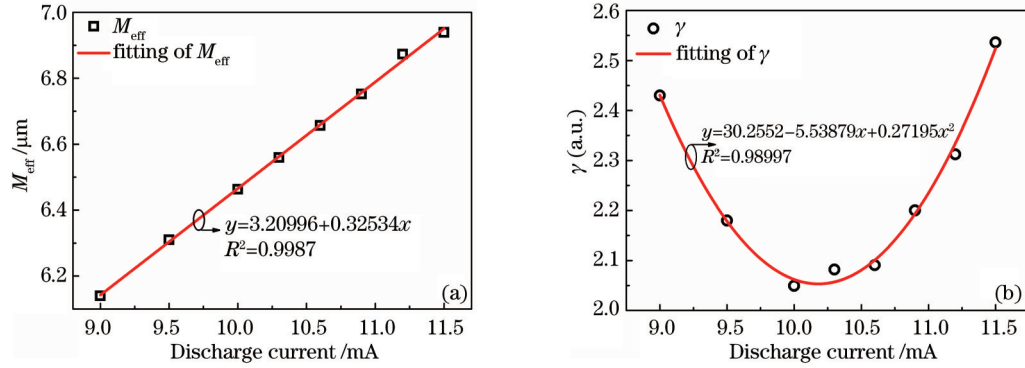 7.0
6.8
6.6
6.4
6.2
M_eff/μm
M_eff
fitting of M_eff
y=3.20996+0.32534x
R²=0.9987
(a)
9.0 9.5 10.0 10.5 11.0 11.5
Discharge current /mA
2.6
2.5
2.4
2.3
2.2
2.1
2.0
γ (a.u.)
γ
fitting of γ
y=30.2552−5.53879x+0.27195x²
R²=0.98997
(b)
9.0 9.5 10.0 10.5 11.0 11.5
Discharge current /mA